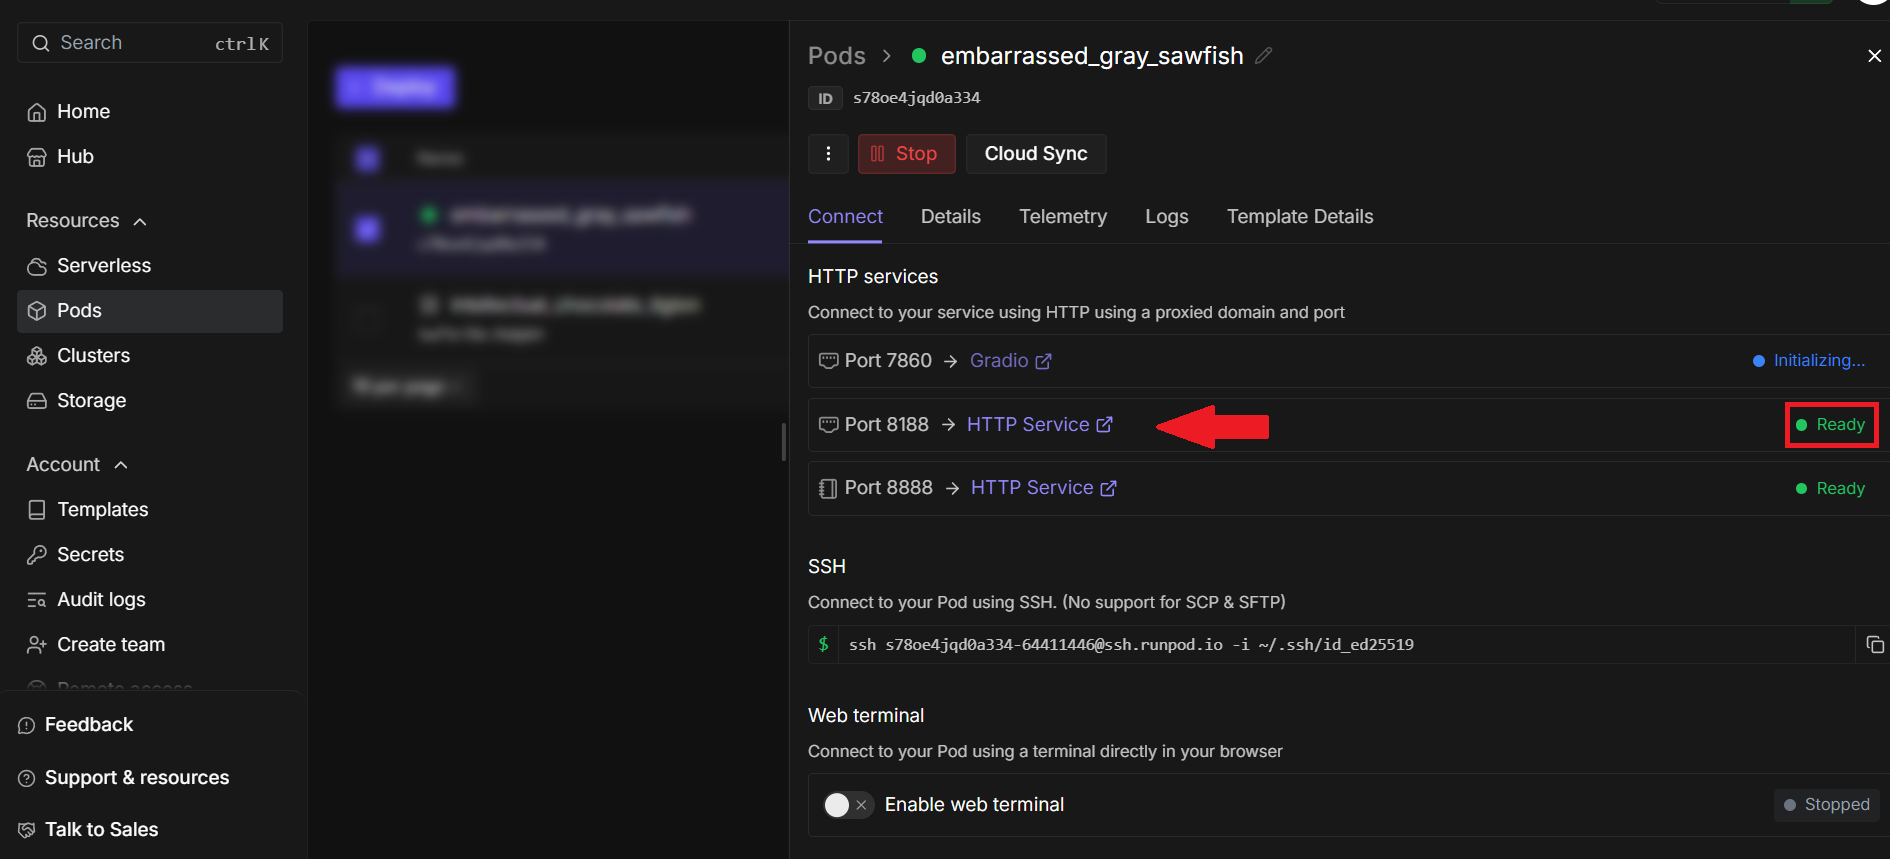 Search ctrl K
Home
Hub
Resources
Serverless
Pods
Clusters
Storage
Account
Templates
Secrets
Audit logs
Create team
Remote access
Feedback
Support & resources
Talk to Sales
Deploy
Name
embarrassed_gray_sawfish
Pods > embarrassed_gray_sawfish
ID s78oe4jqd0a334
Stop Cloud Sync
Connect Details Telemetry Logs Template Details
HTTP services
Connect to your service using HTTP using a proxied domain and port
Port 7860 → Gradio Initializing...
Port 8188 → HTTP Service Ready
Port 8888 → HTTP Service Ready
SSH
Connect to your Pod using SSH. (No support for SCP & SFTP)
$ ssh s78oe4jqd0a334-64411446@ssh.runpod.io -i ~/.ssh/id_ed25519
Web terminal
Connect to your Pod using a terminal directly in your browser
Enable web terminal Stopped